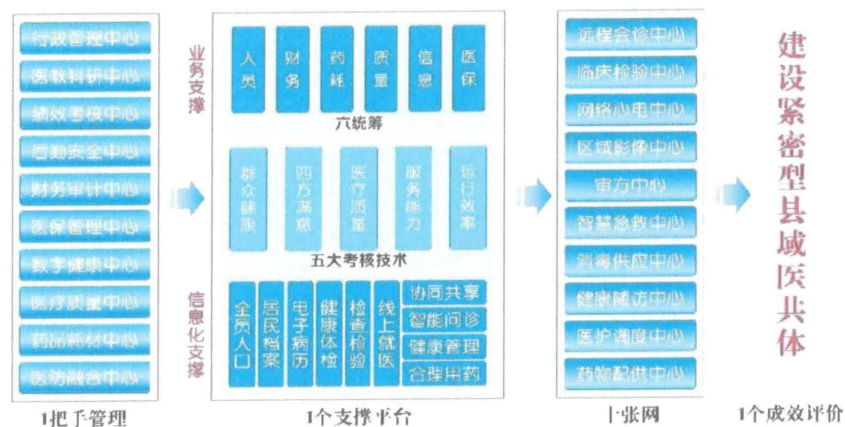 行政管理中心
医教科研中心
绩效考核中心
后勤安全中心
财务审计中心
医保管理中心
数字健康中心
医疗质量中心
药品耗材中心
医防融合中心
1把手管理
业务支撑
信息化支撑
人员
财务
药耗
质量
信息
医保
六统筹
群众健康
四方满意
医疗质量
服务能力
运行效率
五大考核技术
全员人口
居民档案
电子病历
健康体检
检查检验
线上就医
协同共享
智能问诊
健康管理
合理用药
1个支撑平台
远程会诊中心
临床检验中心
网络心电中心
区域影像中心
审方中心
智慧急救中心
消毒供应中心
健康随访中心
医护调度中心
药物配供中心
十张网
建设紧密型县域医共体
1个成效评价